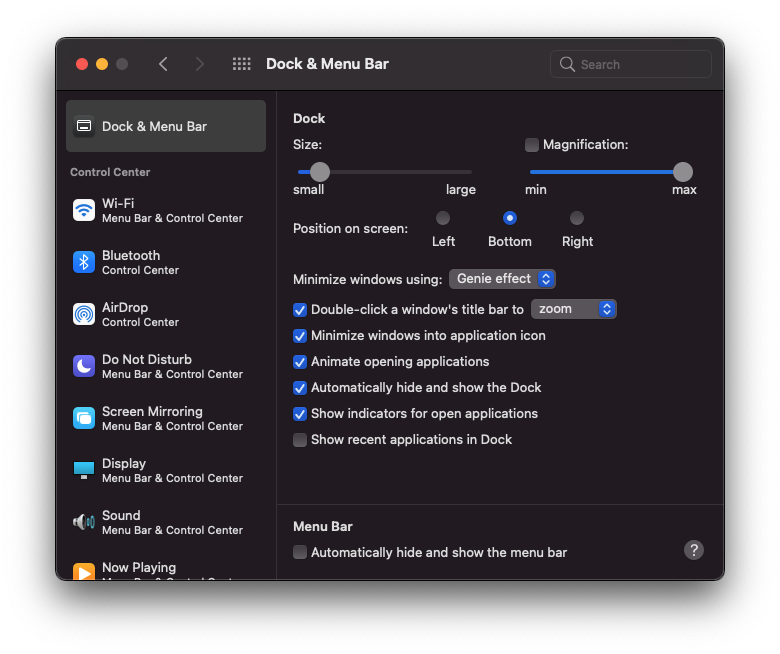 Dock & Menu Bar
Search
Dock & Menu Bar
Control Center
Wi-Fi
Menu Bar & Control Center
Bluetooth
Control Center
AirDrop
Control Center
Do Not Disturb
Menu Bar & Control Center
Screen Mirroring
Menu Bar & Control Center
Display
Menu Bar & Control Center
Sound
Menu Bar & Control Center
Now Playing
Dock
Size:
Magnification:
small large
min max
Position on screen:
Left Bottom Right
Minimize windows using: Genie effect
Double-click a window's title bar to zoom
Minimize windows into application icon
Animate opening applications
Automatically hide and show the Dock
Show indicators for open applications
Show recent applications in Dock
Menu Bar
Automatically hide and show the menu bar
?